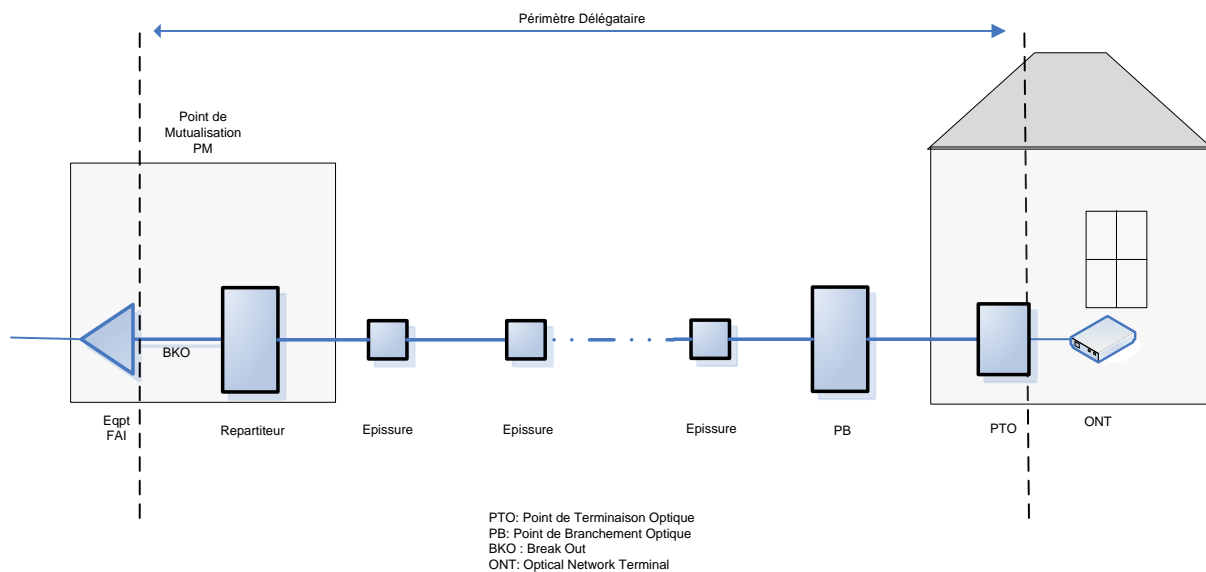 Périmètre Délégataire
Point de
Mutualisation
PM
BKO
Eqpt
FAI
Repartiteur
Epissure
Epissure
Epissure
PB
PTO
ONT
PTO: Point de Terminaison Optique
PB: Point de Branchement Optique
BKO : Break Out
ONT: Optical Network Terminal